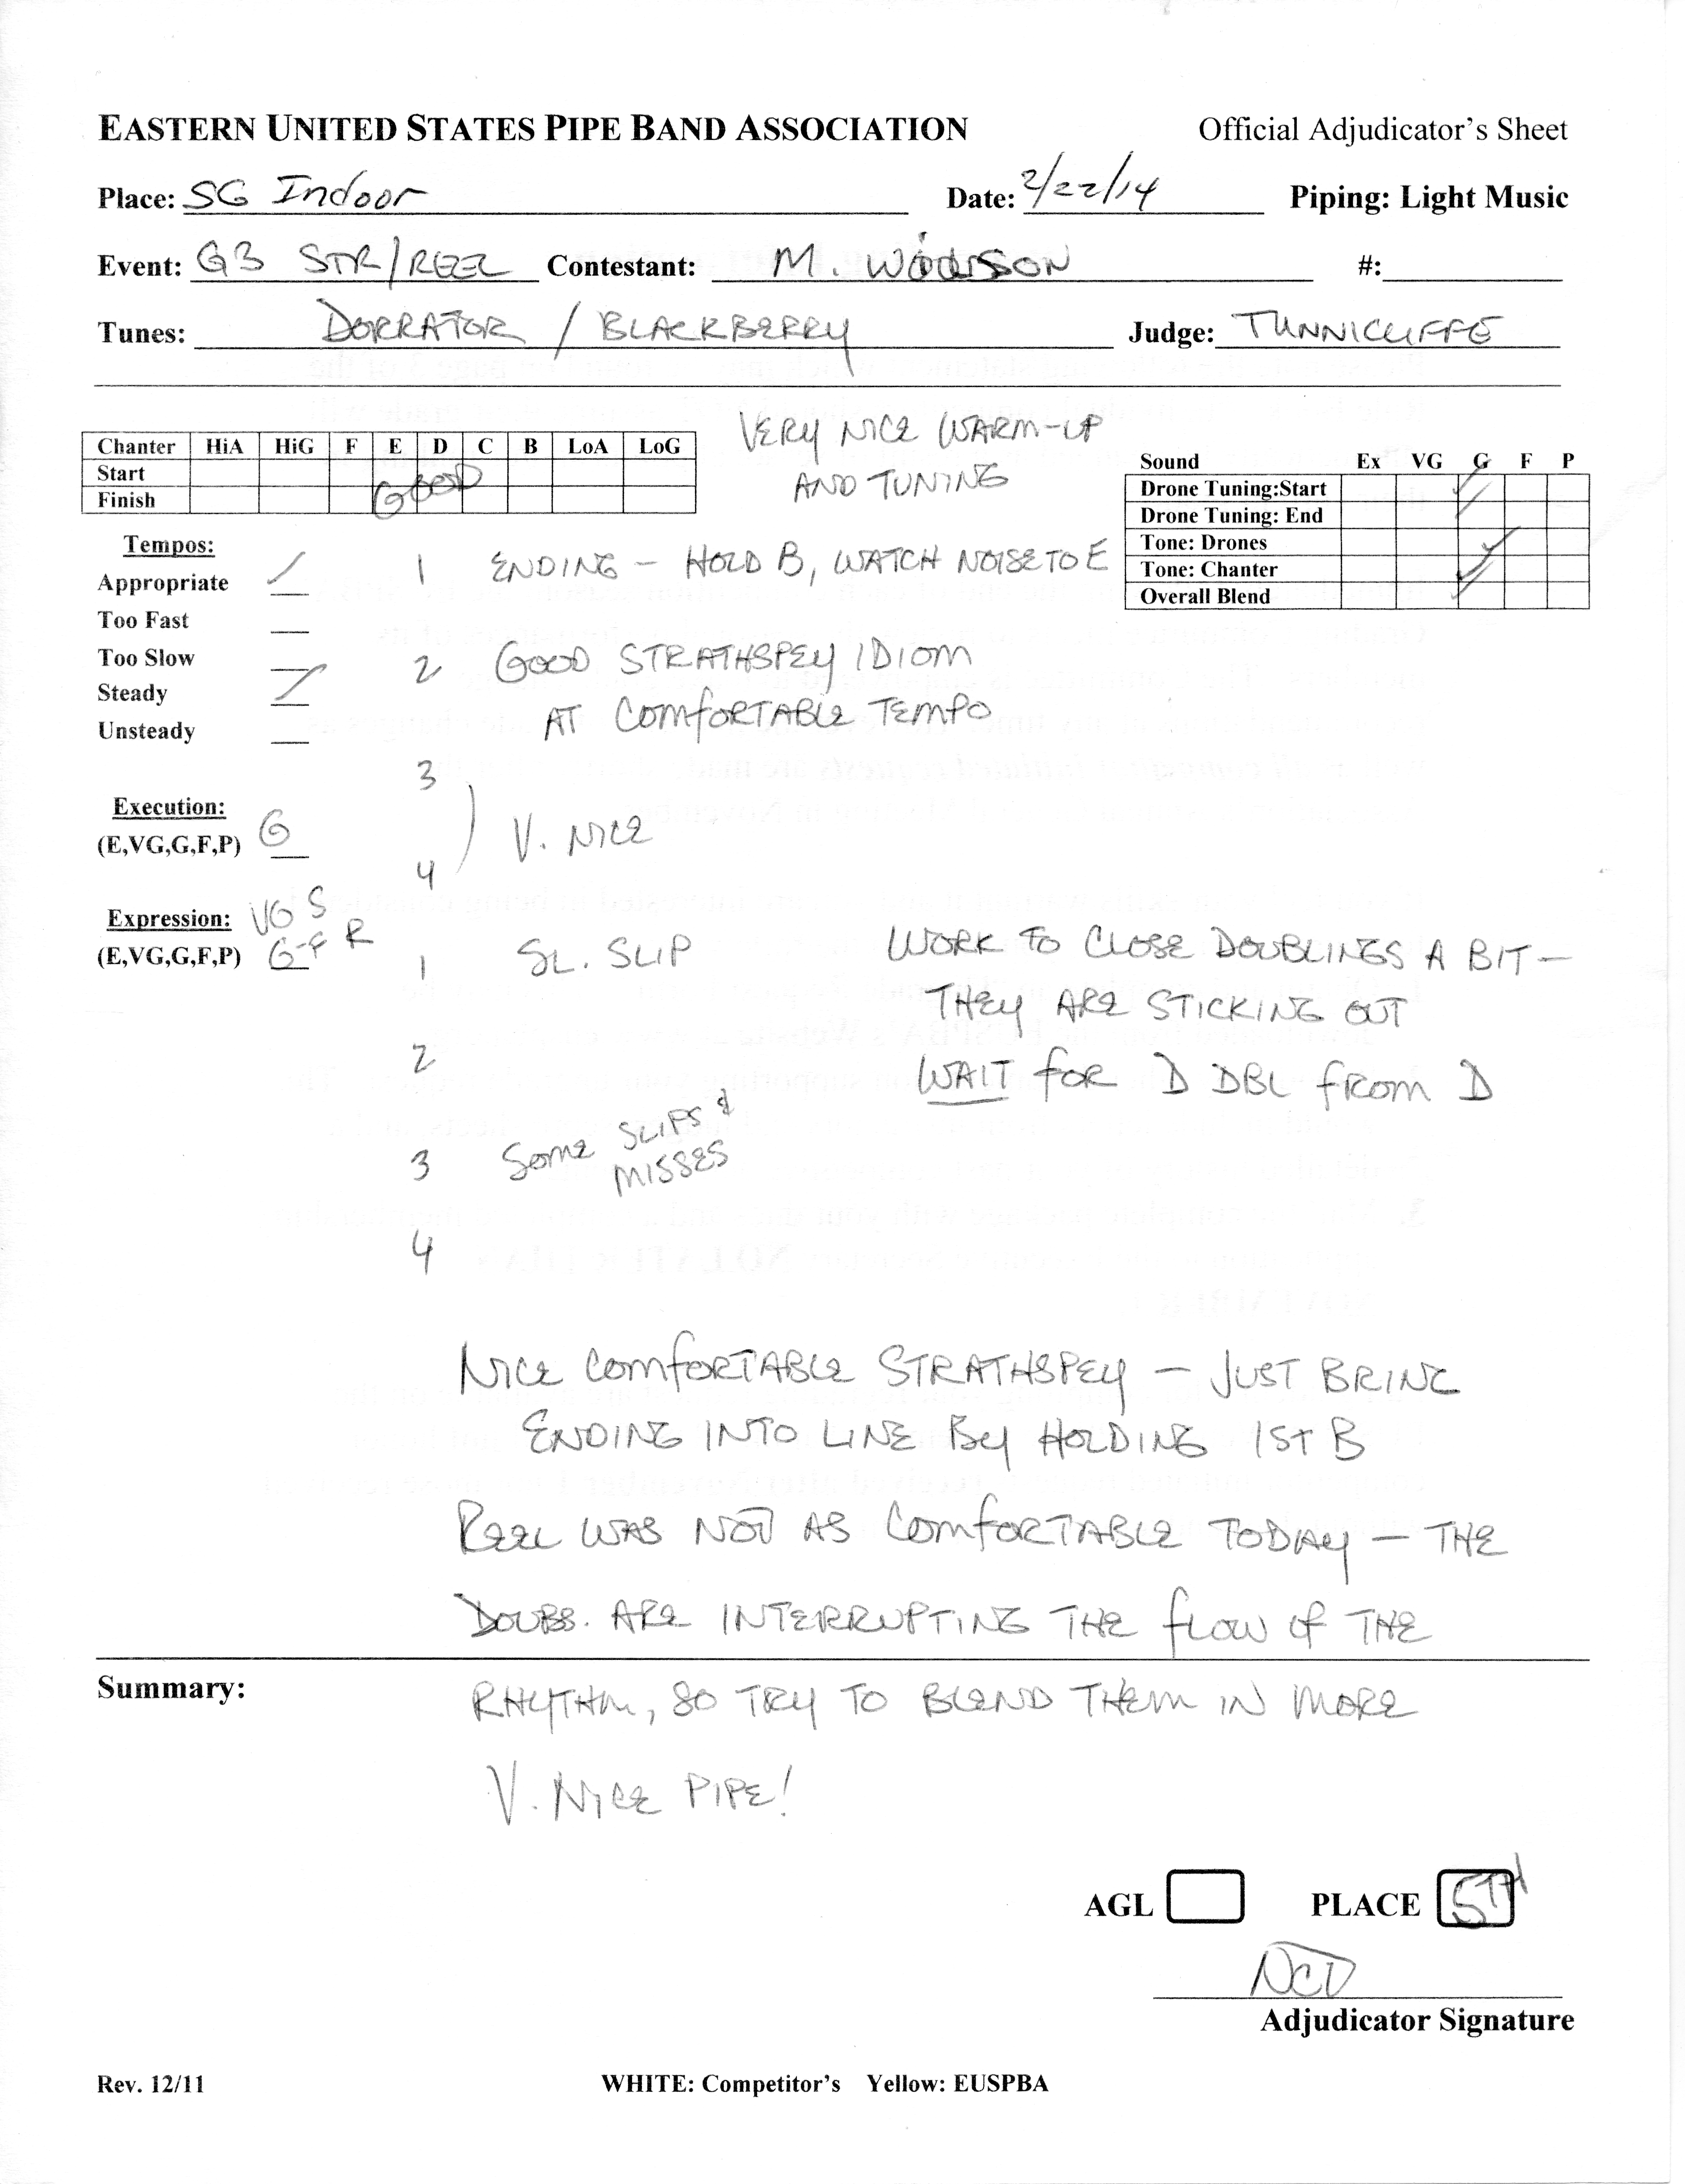 EASTERN UNITED STATES PIPE BAND ASSOCIATION Official Adjudicator's Sheet
Place: SG Indoor Date: 2/22/14 Piping: Light Music
Event: G3 STR/REEL Contestant: M. #:
Tunes: DORRATOR / BLACKBERRY Judge: TUNNICLIFFE
VERY NICE WARM-UP
AND TUNING
Chanter HiA HiG F E D C B LoA LoG
Start
Finish
GOOD
Sound Ex VG G F P
Drone Tuning:Start
Drone Tuning: End
Tone: Drones
Tone: Chanter
Overall Blend
Tempos:
Appropriate
Too Fast
Too Slow
Steady
Unsteady
1 ENDING - HOLD B, WATCH NOISE TO E
2 GOOD STRATHSPEY IDIOM
AT COMFORTABLE TEMPO
3
4
V. NICE
Execution:
(E,VG,G,F,P) G
Expression: VG S
(E,VG,G,F,P) G-F R
1 SL. SLIP
WORK TO CLOSE DOUBLINGS A BIT -
THEY ARE STICKING OUT
2
WAIT FOR D DBL FROM D
3 SOME SLIPS &
MISSES
4
NICE COMFORTABLE STRATHSPEY - JUST BRING
ENDING INTO LINE BY HOLDING 1ST B
REEL WAS NOT AS COMFORTABLE TODAY - THE
DOUBS. ARE INTERRUPTING THE FLOW OF THE
Summary:
RHYTHM, SO TRY TO BLEND THEM IN MORE
V. NICE PIPE!
AGL PLACE 5TH
Adjudicator Signature
Rev. 12/11 WHITE: Competitor's Yellow: EUSPBA